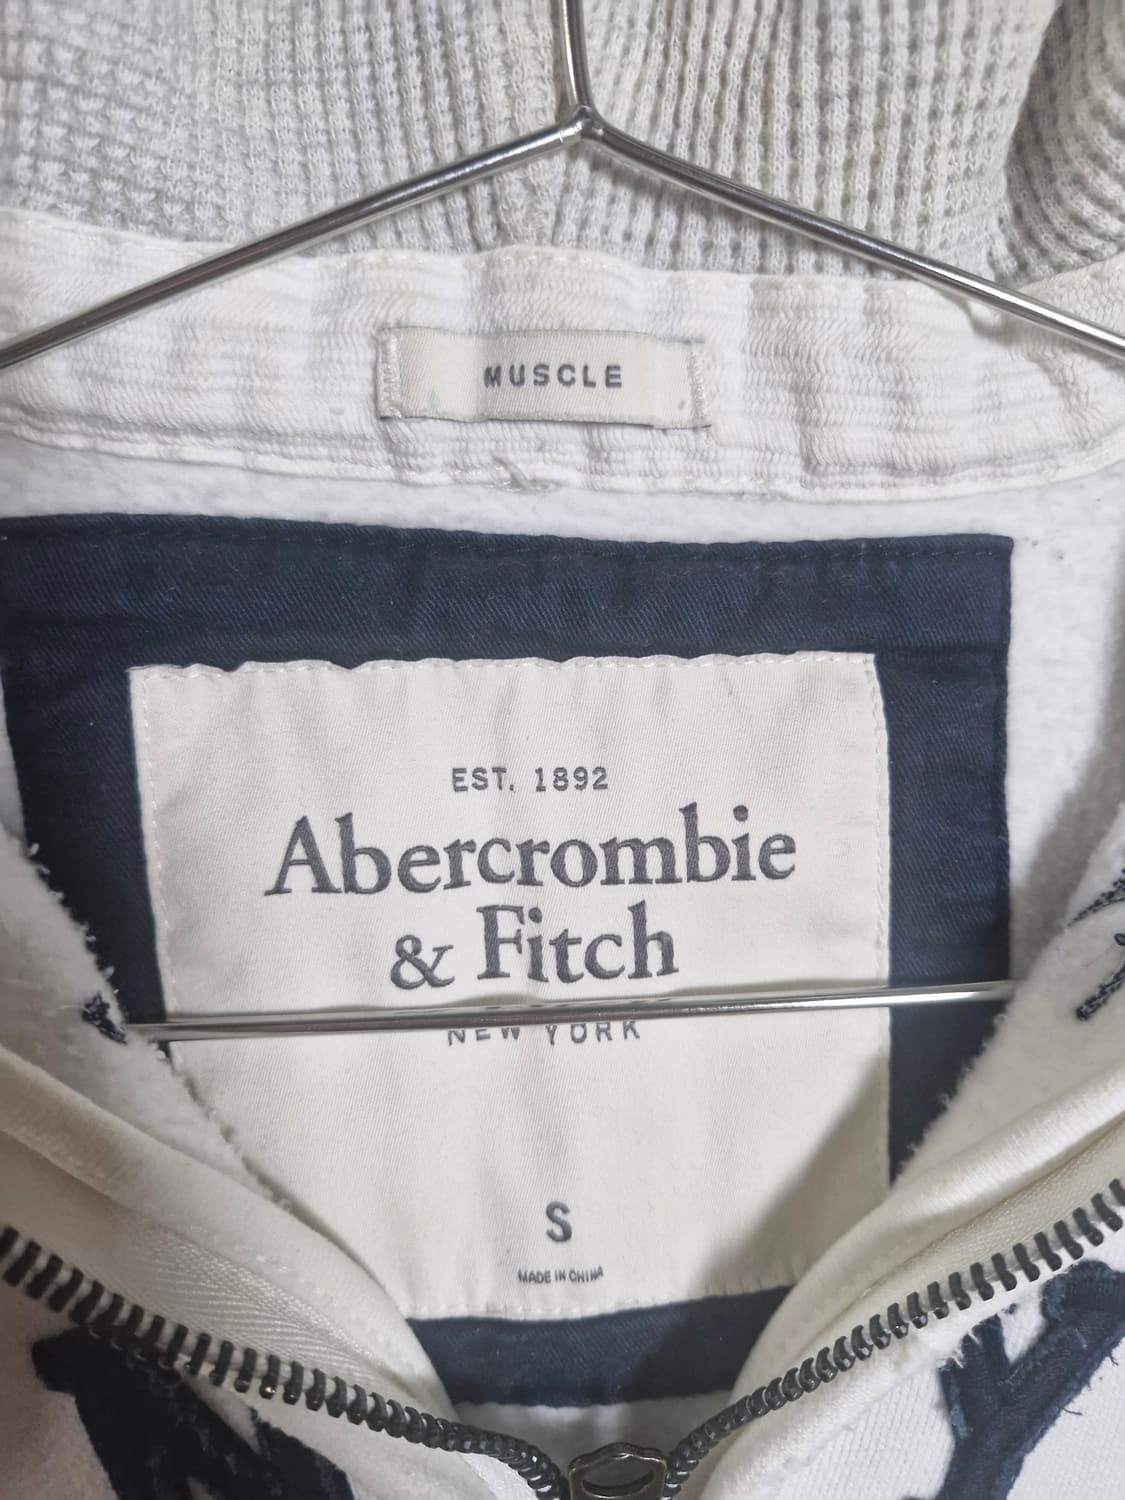 MUSCLE
EST. 1892
Abercrombie
& Fitch
NEW YORK
S
MADE IN CHINA